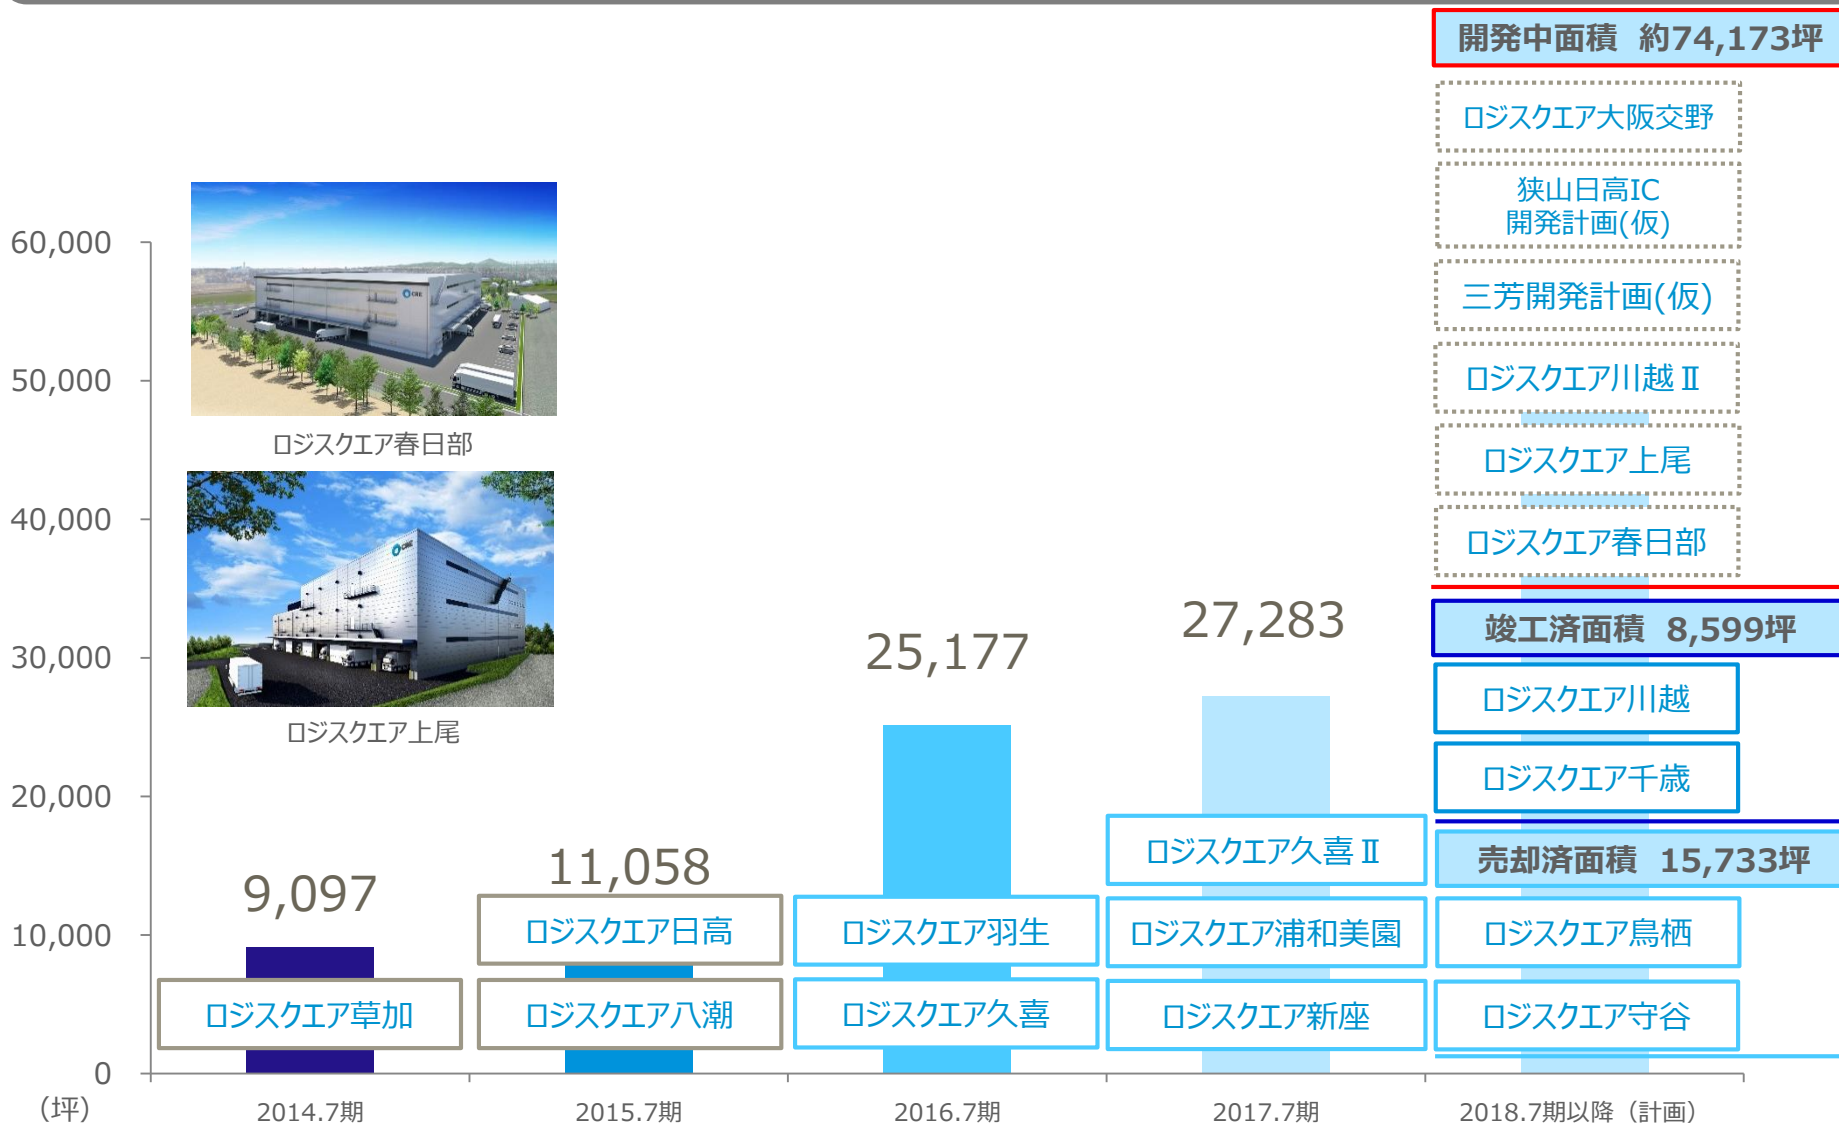 開発中面積 約74,173坪
ロジスクエア大阪交野
狭山日高IC
開発計画(仮)
三芳開発計画(仮)
ロジスクエア川越Ⅱ
ロジスクエア上尾
ロジスクエア春日部
竣工済面積 8,599坪
ロジスクエア川越
ロジスクエア千歳
売却済面積 15,733坪
ロジスクエア鳥栖
ロジスクエア守谷
60,000
50,000
40,000
30,000
20,000
10,000
0
(坪)
CRE
ロジスクエア春日部
CRE
ロジスクエア上尾
9,097
ロジスクエア草加
11,058
ロジスクエア日高
ロジスクエア八潮
25,177
ロジスクエア羽生
ロジスクエア久喜
27,283
ロジスクエア久喜Ⅱ
ロジスクエア浦和美園
ロジスクエア新座
2014.7期
2015.7期
2016.7期
2017.7期
2018.7期以降（計画）